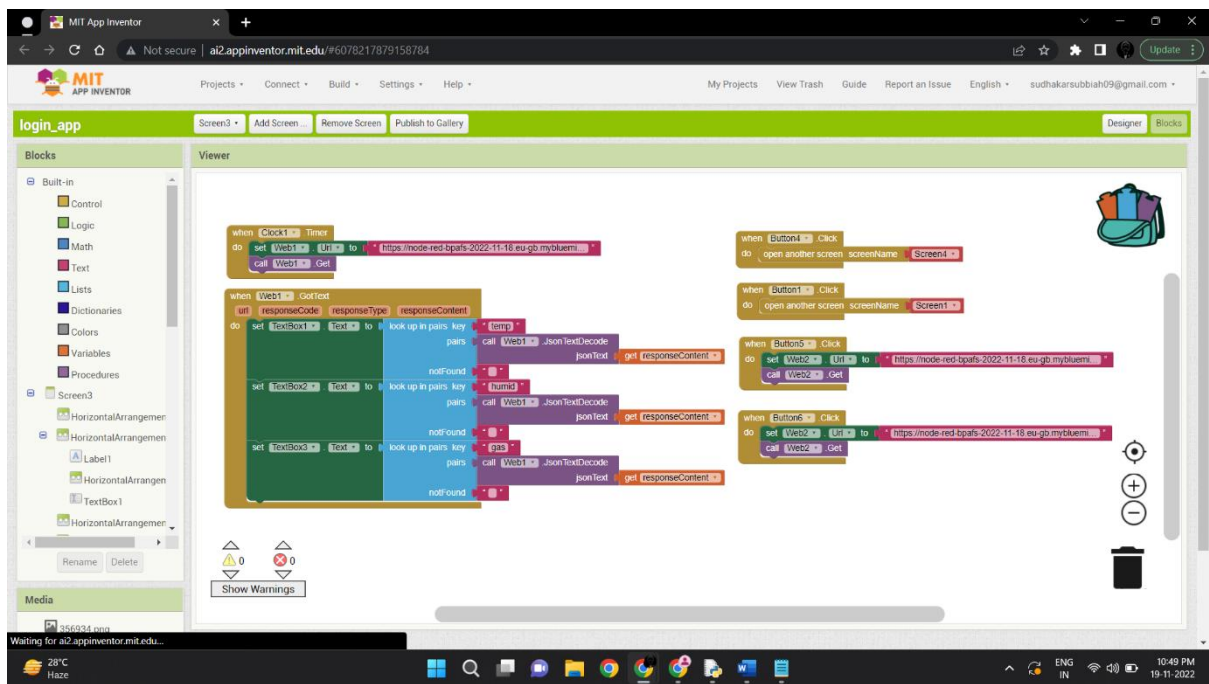 MIT App Inventor
Not secure | ai2.appinventor.mit.edu/#6078217879158784
Update
MIT
APP INVENTOR
Projects Connect Build Settings Help My Projects View Trash Guide Report an Issue English sudhakarsubbiah09@gmail.com
login_app Screen3 Add Screen ... Remove Screen Publish to Gallery Designer Blocks
Blocks
Built-in
Control
Logic
Math
Text
Lists
Dictionaries
Colors
Variables
Procedures
Screen3
HorizontalArrangemen
HorizontalArrangemen
Label1
HorizontalArrangen
TextBox1
HorizontalArrangemen
Rename Delete
Media
356934.png
Waiting for ai2.appinventor.mit.edu...
Viewer
when Clock1 .Timer
do set Web1 . Url to " https://node-red-bpafs-2022-11-18.eu-gb.mybluemi... "
call Web1 .Get
when Web1 .GotText
url responseCode responseType responseContent
do set TextBox1 . Text to look up in pairs key " temp "
pairs call Web1 .JsonTextDecode
jsonText get responseContent
notFound " "
set TextBox2 . Text to look up in pairs key " humid "
pairs call Web1 .JsonTextDecode
jsonText get responseContent
notFound " "
set TextBox3 . Text to look up in pairs key " gas "
pairs call Web1 .JsonTextDecode
jsonText get responseContent
notFound " "
when Button4 .Click
do open another screen screenName Screen4
when Button1 .Click
do open another screen screenName Screen1
when Button5 .Click
do set Web2 . Url to " https://node-red-bpafs-2022-11-18.eu-gb.mybluemi... "
call Web2 .Get
when Button6 .Click
do set Web2 . Url to " https://node-red-bpafs-2022-11-18.eu-gb.mybluemi... "
call Web2 .Get
0 0
Show Warnings
28°C
Haze
ENG
IN
10:49 PM
19-11-2022